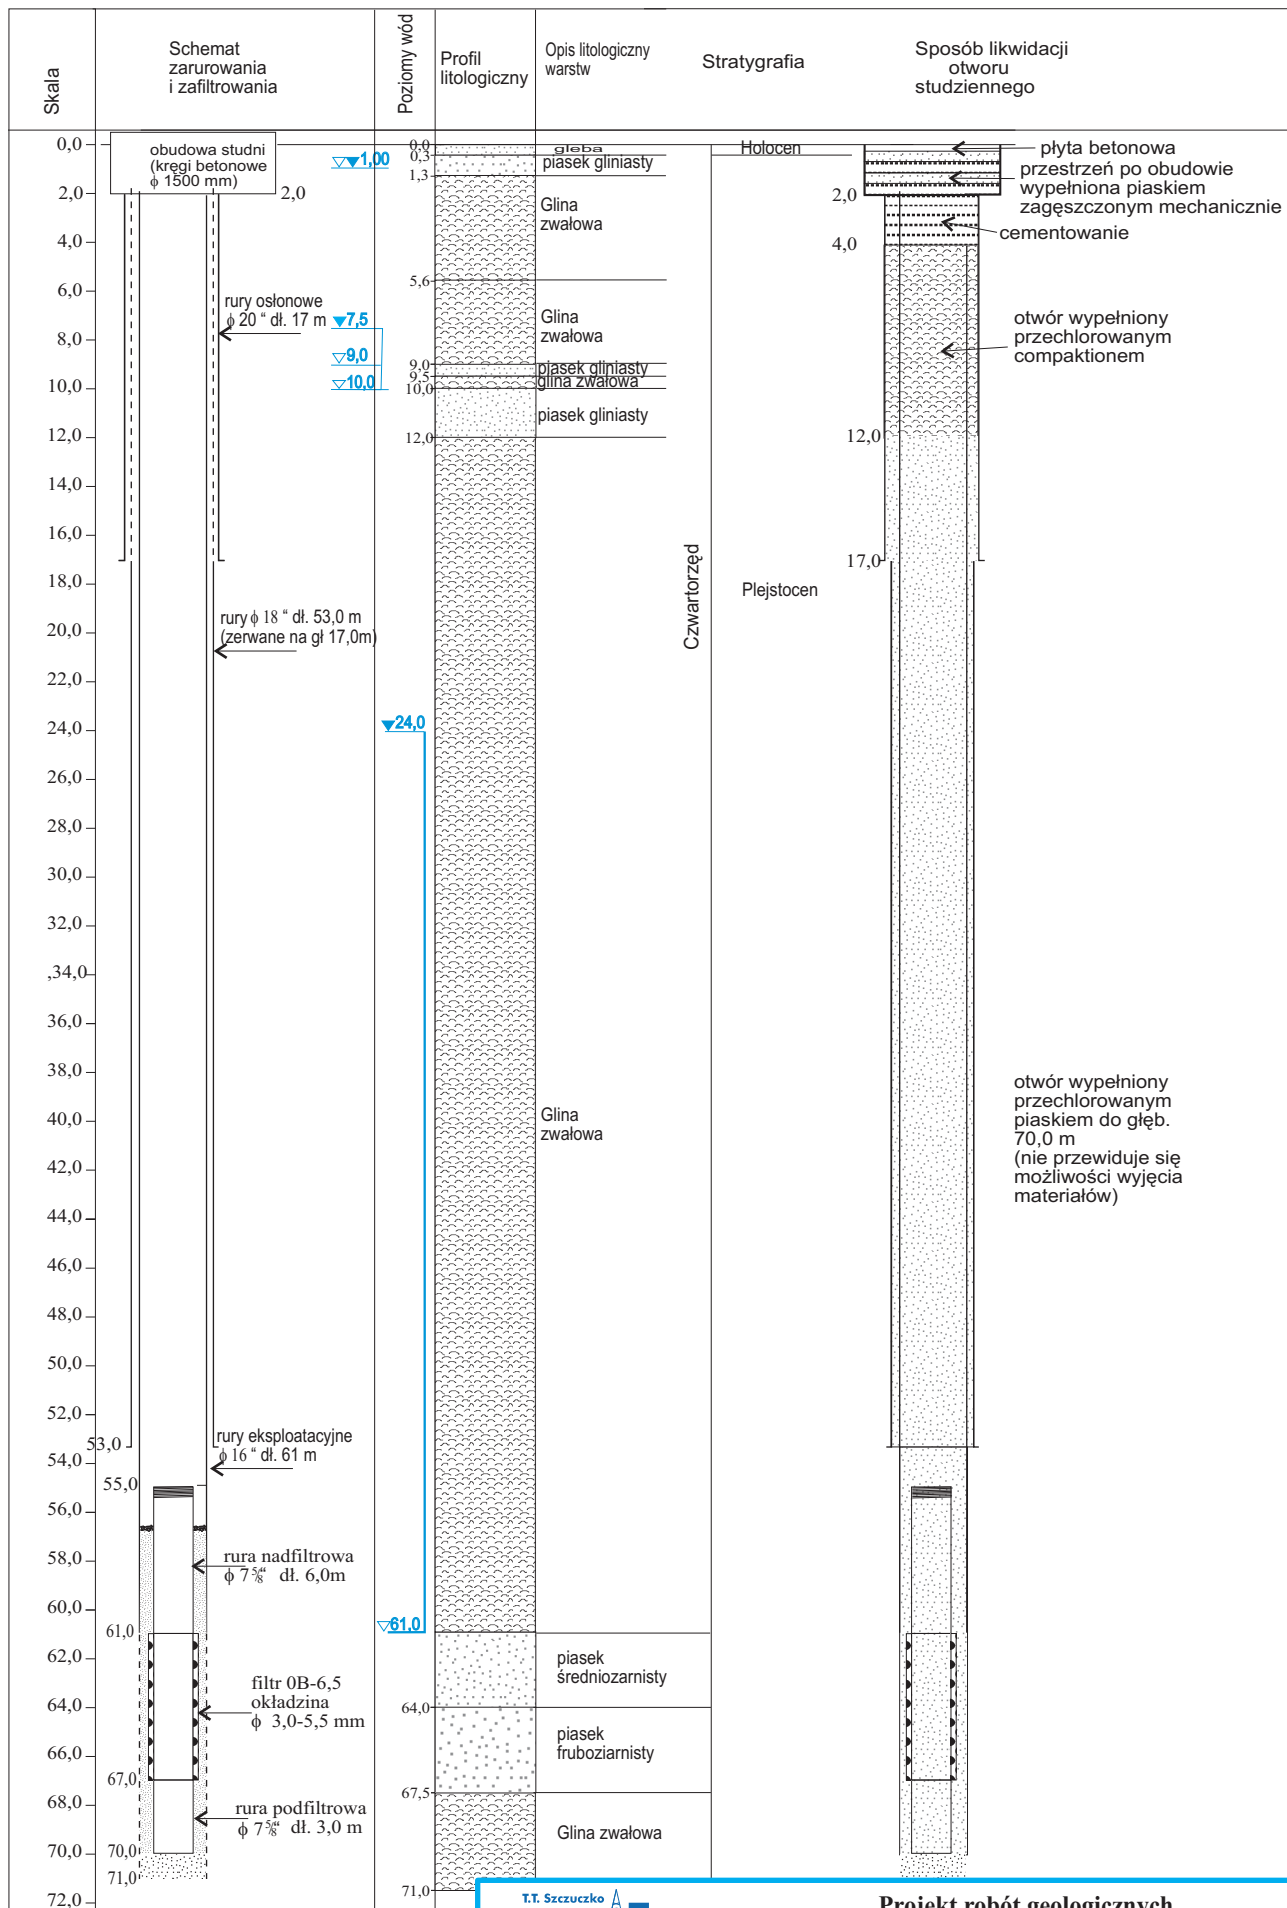 Skala
Schemat
zarurowania
i zafiltrowania
Poziomy wód
Profil
litologiczny
Opis litologiczny
warstw
Stratygrafia
Sposób likwidacji
otworu
studziennego
0,0
2,0
4,0
6,0
8,0
10,0
12,0
14,0
16,0
18,0
20,0
22,0
24,0
26,0
28,0
30,0
32,0
,34,0
36,0
38,0
40,0
42,0
44,0
46,0
48,0
50,0
52,0
54,0
56,0
58,0
60,0
62,0
64,0
66,0
68,0
70,0
72,0
obudowa studni
(kręgi betonowe
ϕ 1500 mm)
2,0
rury osłonowe
ϕ 20 “ dł. 17 m
rury ϕ 18 “ dł. 53,0 m
(zerwane na gł 17,0m)
53,0
rury eksploatacyjne
ϕ 16 “ dł. 61 m
55,0
rura nadfiltrowa
ϕ 7⅝“ dł. 6,0m
61,0
filtr 0B-6,5
okładzina
ϕ 3,0-5,5 mm
67,0
rura podfiltrowa
ϕ 7⅝“ dł. 3,0 m
70,0
71,0
1,00
7,5
9,0
10,0
24,0
61,0
0,0
0,3
1,3
5,6
9,0
9,5
10,0
12,0
64,0
67,5
71,0
gleba
piasek gliniasty
Glina
zwałowa
Glina
zwałowa
piasek gliniasty
glina zwałowa
piasek gliniasty
Glina
zwałowa
piasek
średniozarnisty
piasek
fruboziarnisty
Glina zwałowa
Czwartorzęd
Holocen
Plejstocen
2,0
4,0
12,0
17,0
płyta betonowa
przestrzeń po obudowie
wypełniona piaskiem
zagęszczonym mechanicznie
cementowanie
otwór wypełniony
przechlorowanym
compaktionem
otwór wypełniony
przechlorowanym
piaskiem do głęb.
70,0 m
(nie przewiduje się
możliwości wyjęcia
materiałów)
T.T. Szczuczko
Projekt robót geologicznych